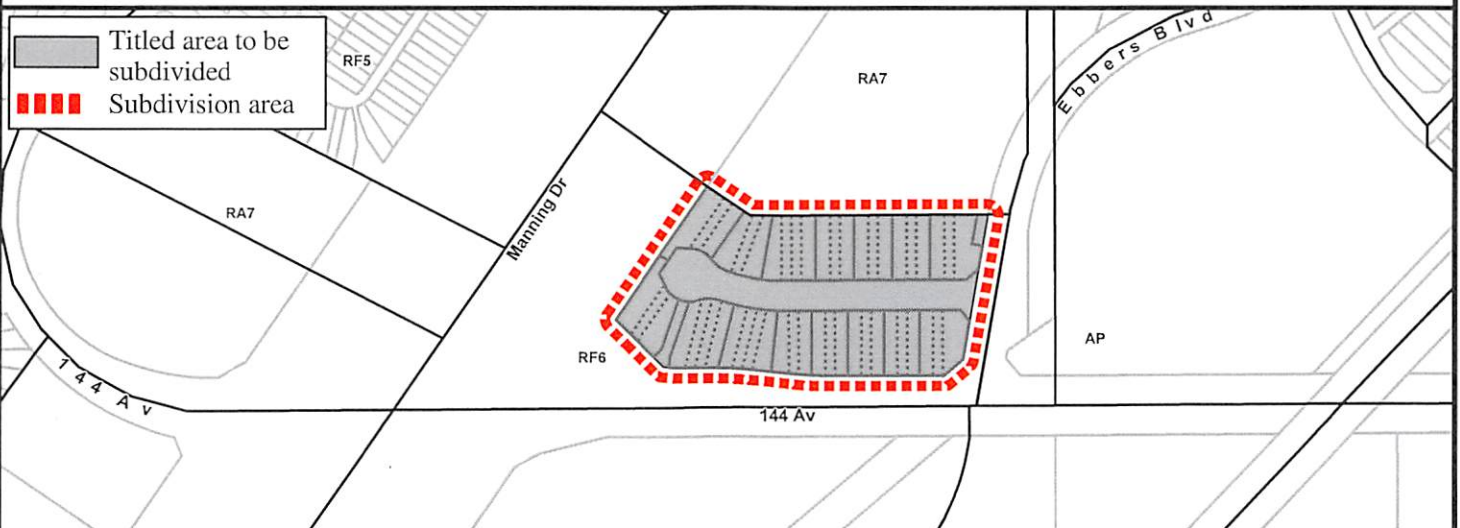 Titled area to be
subdivided
Subdivision area
RF5
RA7
Ebbers Blvd
RA7
Manning Dr
RF6
AP
144 Av
144 Av